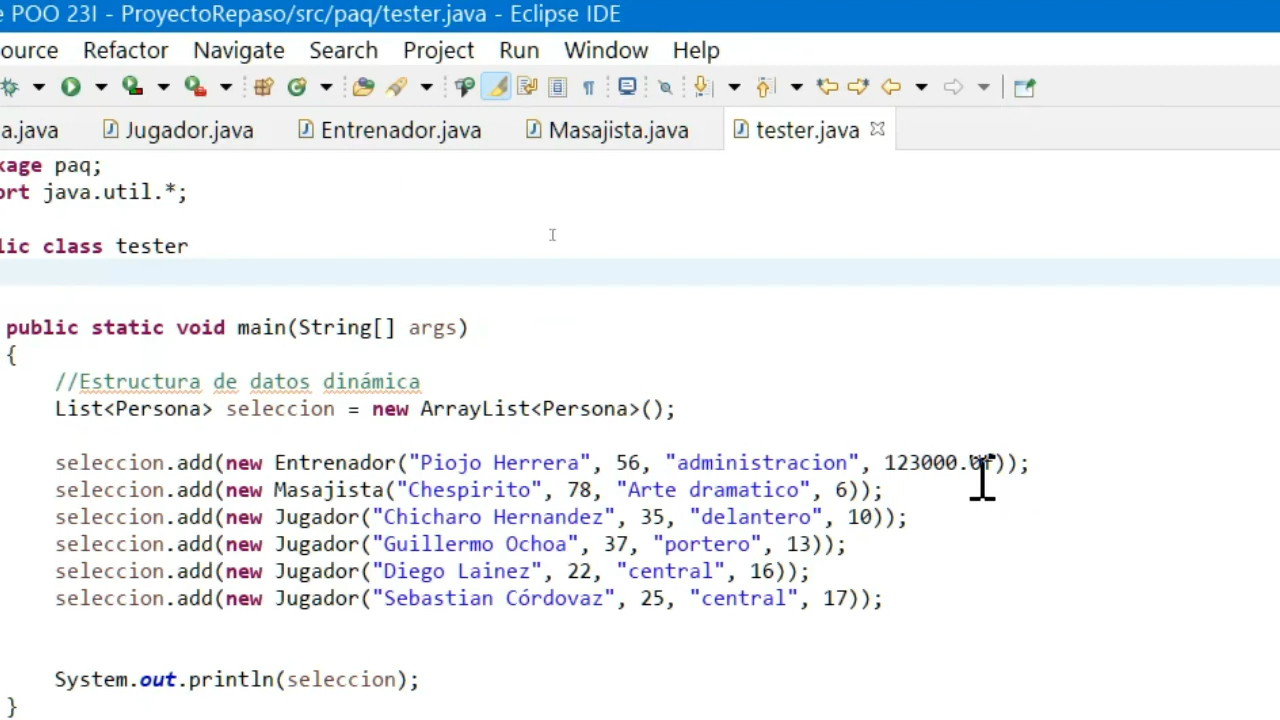 e POO 23I - ProyectoRepaso/src/paq/tester.java - Eclipse IDE
ource Refactor Navigate Search Project Run Window Help
a.java Jugador.java Entrenador.java Masajista.java tester.java
kage paq;
ort java.util.*;
lic class tester
public static void main(String[] args)
{
//Estructura de datos dinámica
List<Persona> seleccion = new ArrayList<Persona>();
seleccion.add(new Entrenador("Piojo Herrera", 56, "administracion", 123000.0f));
seleccion.add(new Masajista("Chespirito", 78, "Arte dramatico", 6));
seleccion.add(new Jugador("Chicharo Hernandez", 35, "delantero", 10));
seleccion.add(new Jugador("Guillermo Ochoa", 37, "portero", 13));
seleccion.add(new Jugador("Diego Lainez", 22, "central", 16));
seleccion.add(new Jugador("Sebastian Córdovaz", 25, "central", 17));
System.out.println(seleccion);
}